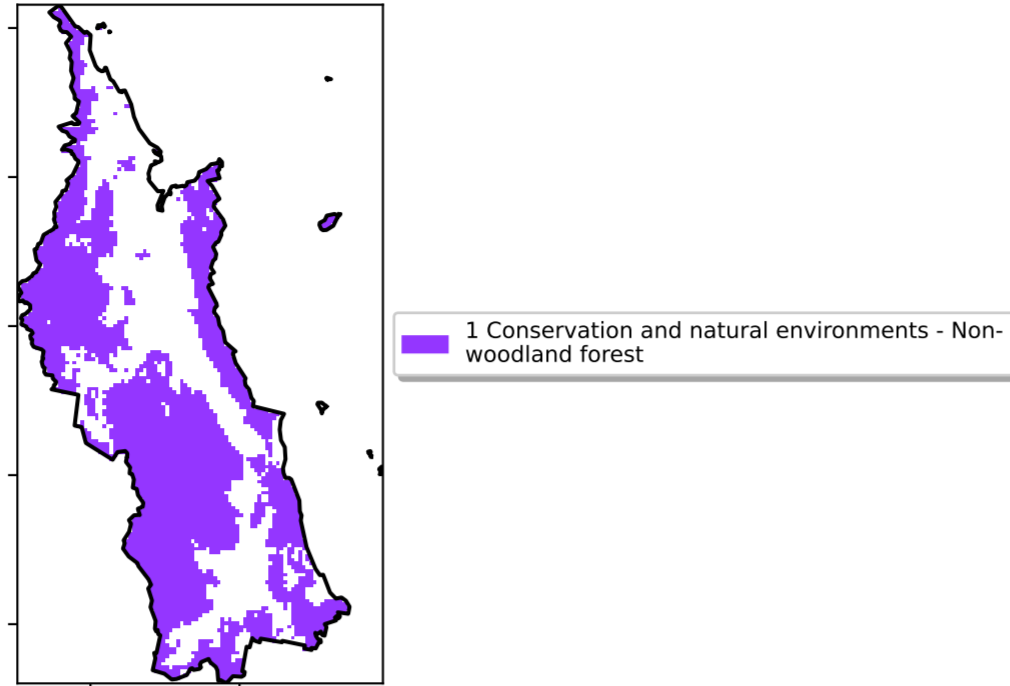 1 Conservation and natural environments - Non-
woodland forest